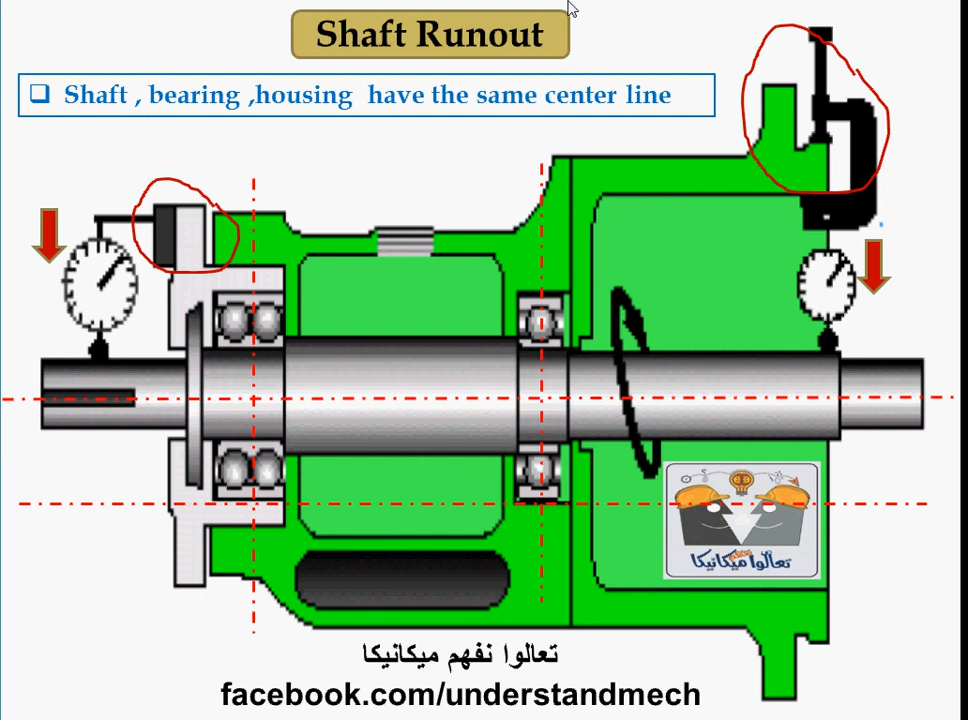 Shaft Runout
❑ Shaft , bearing ,housing have the same center line
تعالوا نفهم ميكانيكا
facebook.com/understandmech